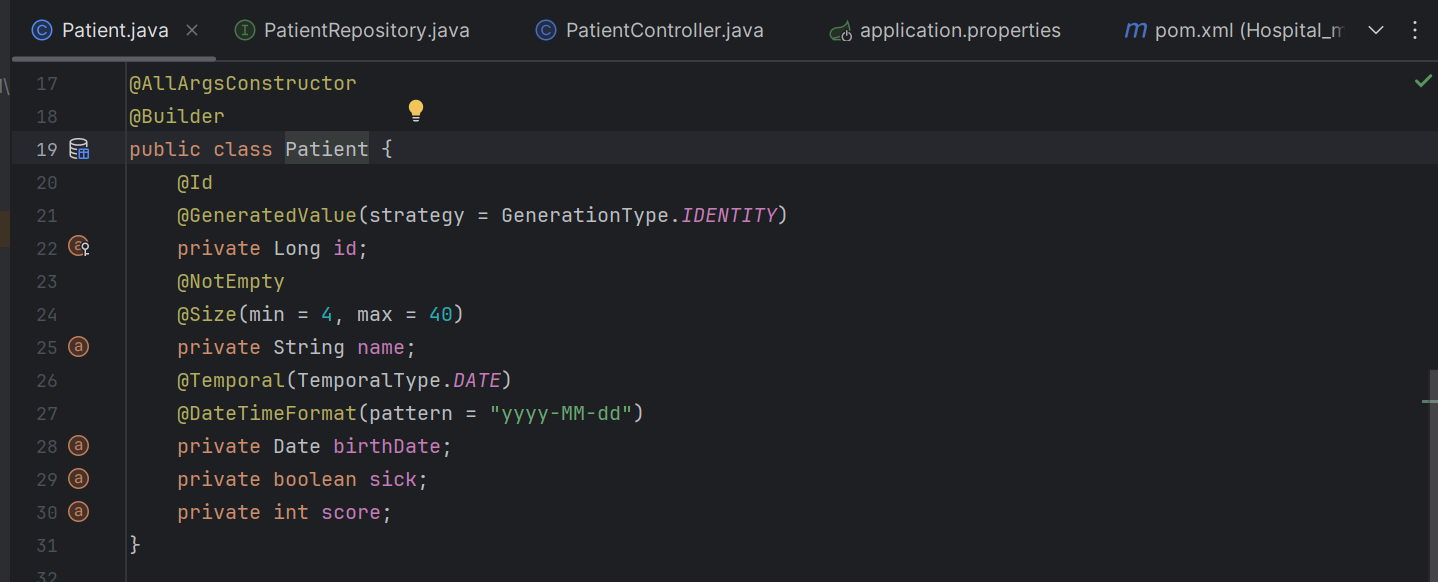 Patient.java PatientRepository.java PatientController.java application.properties pom.xml (Hospital_m
17 @AllArgsConstructor
18 @Builder
19 public class Patient {
20 @Id
21 @GeneratedValue(strategy = GenerationType.IDENTITY)
22 private Long id;
23 @NotEmpty
24 @Size(min = 4, max = 40)
25 private String name;
26 @Temporal(TemporalType.DATE)
27 @DateTimeFormat(pattern = "yyyy-MM-dd")
28 private Date birthDate;
29 private boolean sick;
30 private int score;
31 }
32